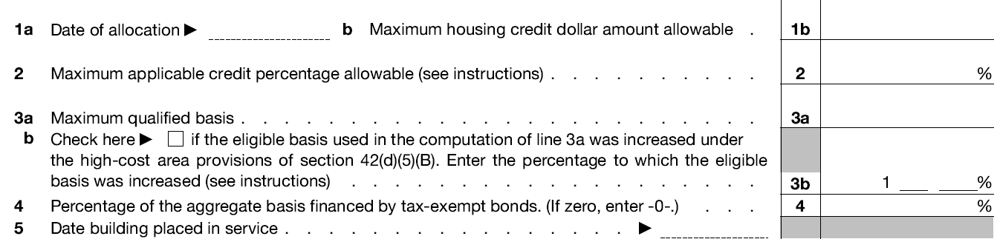 1a Date of allocation ▶ b Maximum housing credit dollar amount allowable . 1b
2 Maximum applicable credit percentage allowable (see instructions) . . . . . . . . . . 2 %
3a Maximum qualified basis . . . . . . . . . . . . . . . . . . . . . . . . 3a
b Check here ▶ ☐ if the eligible basis used in the computation of line 3a was increased under
the high-cost area provisions of section 42(d)(5)(B). Enter the percentage to which the eligible
basis was increased (see instructions) . . . . . . . . . . . . . . . . . . . 3b 1 __ __%
4 Percentage of the aggregate basis financed by tax-exempt bonds. (If zero, enter -0-.) . . . 4 %
5 Date building placed in service . . . . . . . . . . . . . . . . ▶